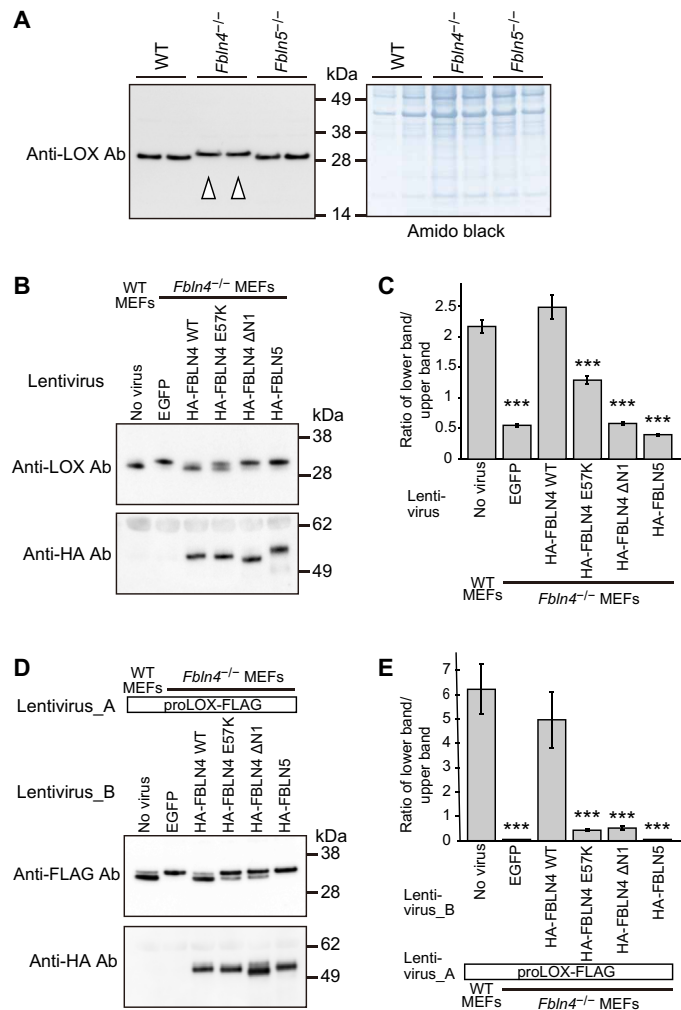 A
WT
Fbln4–/–
Fbln5–/–
kDa
WT
Fbln4–/–
Fbln5–/–
49
38
Anti-LOX Ab
28
14
Amido black
B
WT MEFs
Fbln4–/– MEFs
Lentivirus
No virus
EGFP
HA-FBLN4 WT
HA-FBLN4 E57K
HA-FBLN4 ΔN1
HA-FBLN5
kDa
38
Anti-LOX Ab
28
62
Anti-HA Ab
49
C
Ratio of lower band/
upper band
2.5
2
1.5
1
0.5
0
***
***
***
***
Lenti-
virus
No virus
EGFP
HA-FBLN4 WT
HA-FBLN4 E57K
HA-FBLN4 ΔN1
HA-FBLN5
WT
MEFs
Fbln4–/– MEFs
D
WT
MEFs
Fbln4–/– MEFs
Lentivirus_A
proLOX-FLAG
Lentivirus_B
No virus
EGFP
HA-FBLN4 WT
HA-FBLN4 E57K
HA-FBLN4 ΔN1
HA-FBLN5
kDa
38
Anti-FLAG Ab
28
62
Anti-HA Ab
49
E
Ratio of lower band/
upper band
7
6
5
4
3
2
1
0
***
***
***
***
Lenti-
virus_B
No virus
EGFP
HA-FBLN4 WT
HA-FBLN4 E57K
HA-FBLN4 ΔN1
HA-FBLN5
Lenti-
virus_A
proLOX-FLAG
WT
MEFs
Fbln4–/– MEFs